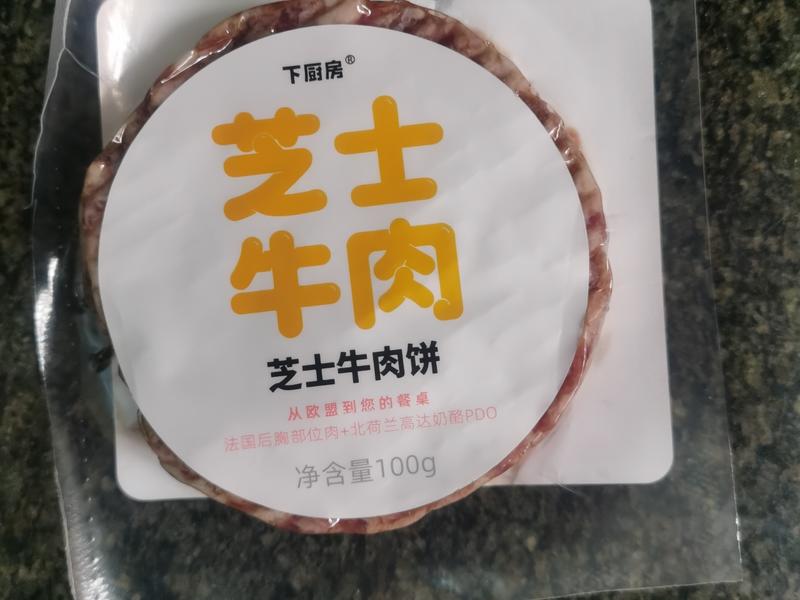 下厨房®
芝士
牛肉
芝士牛肉饼
从欧盟到您的餐桌
法国后胸部位肉+北荷兰高达奶酪PDO
净含量100g